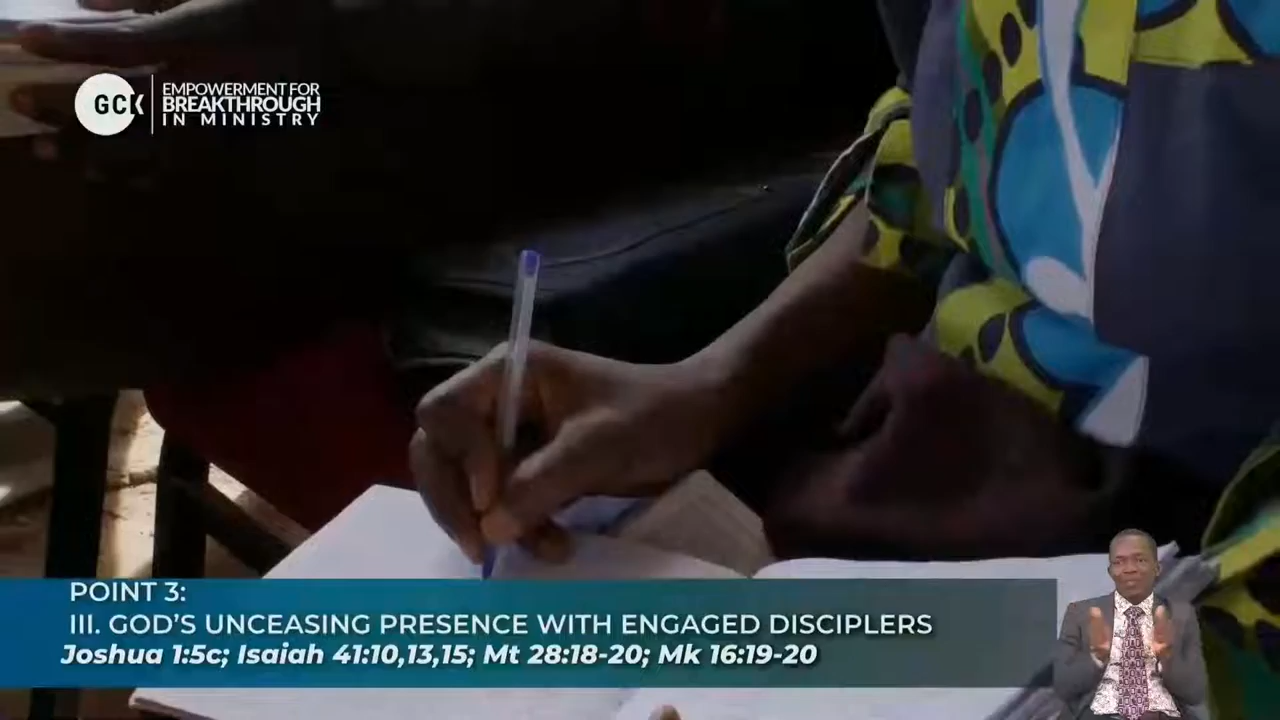 GCK
EMPOWERMENT FOR
BREAKTHROUGH
IN MINISTRY
POINT 3:
III. GOD'S UNCEASING PRESENCE WITH ENGAGED DISCIPLERS
Joshua 1:5c; Isaiah 41:10,13,15; Mt 28:18-20; Mk 16:19-20